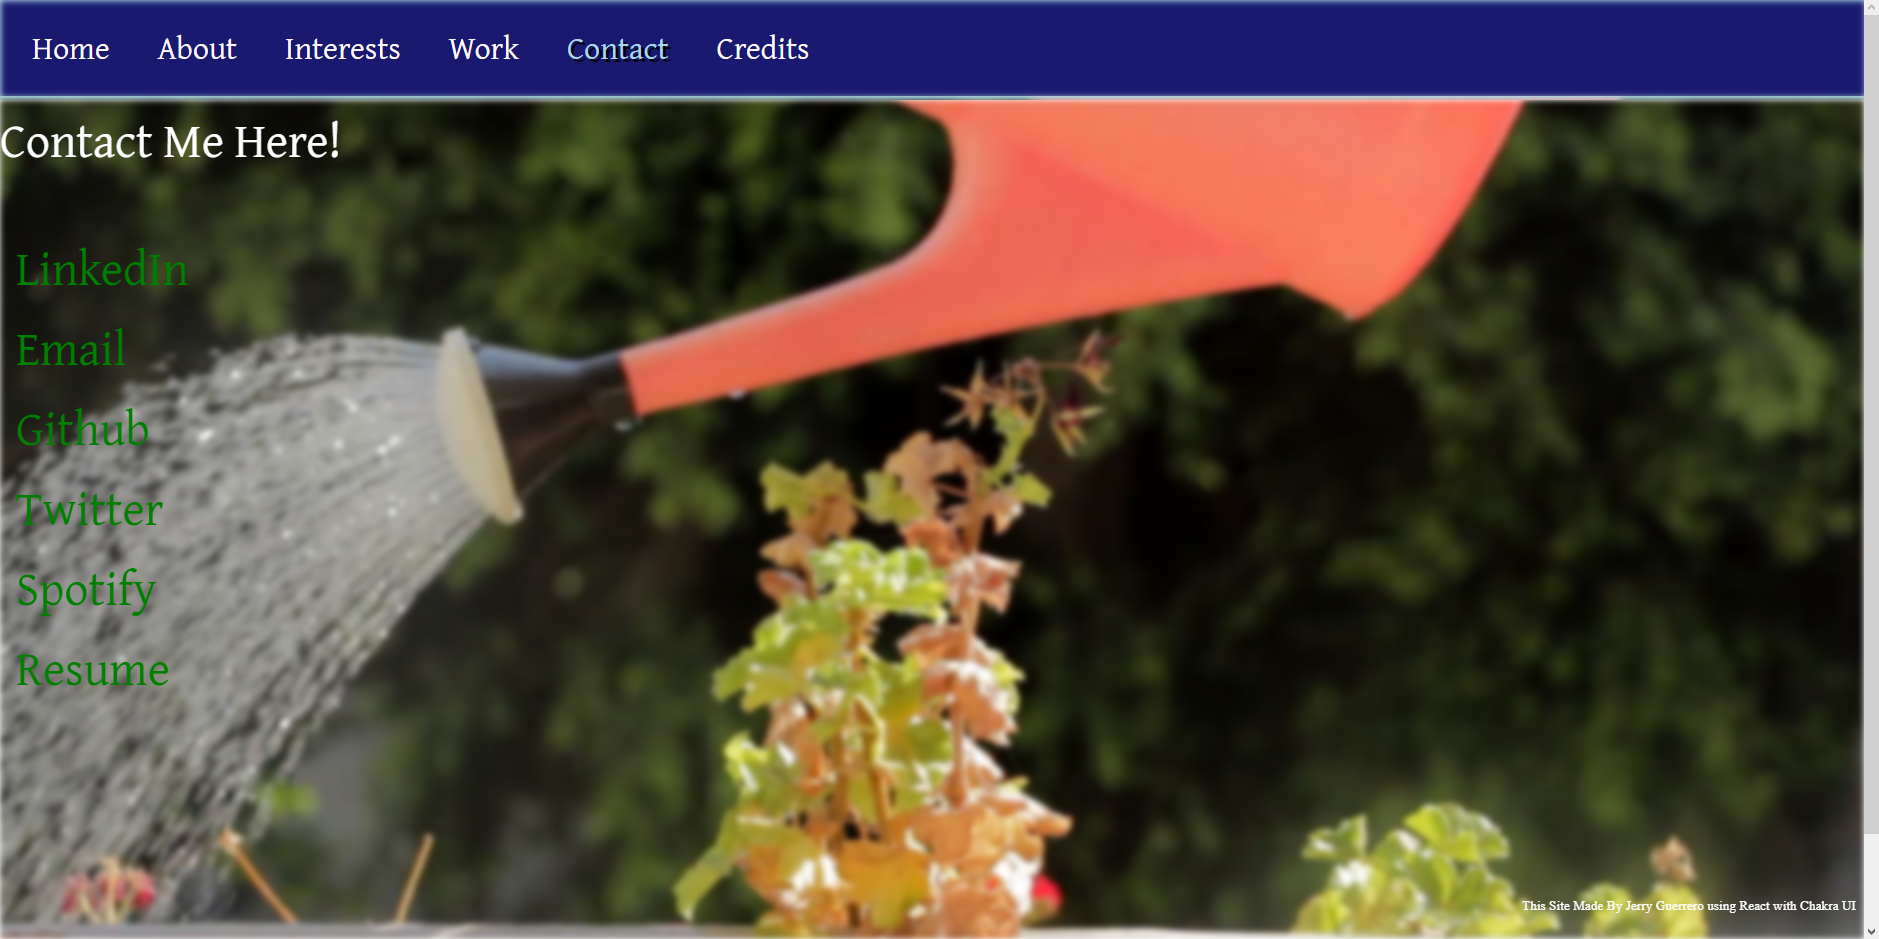 Home About Interests Work Contact Credits
Contact Me Here!
LinkedIn
Email
Github
Twitter
Spotify
Resume
This Site Made By Jerry Guerrero using React with Chakra UI